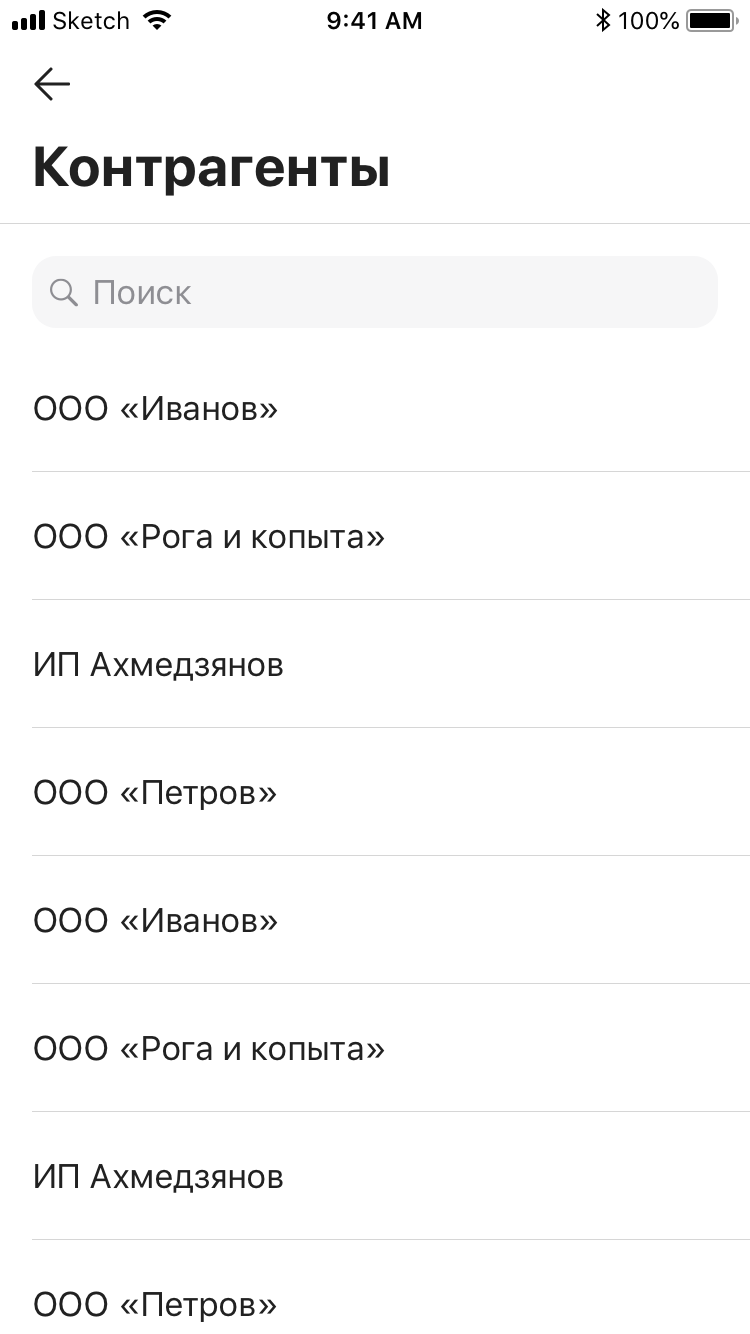 Sketch 9:41 AM 100%
Контрагенты
Поиск
ООО «Иванов»
ООО «Рога и копыта»
ИП Ахмедзянов
ООО «Петров»
ООО «Иванов»
ООО «Рога и копыта»
ИП Ахмедзянов
ООО «Петров»